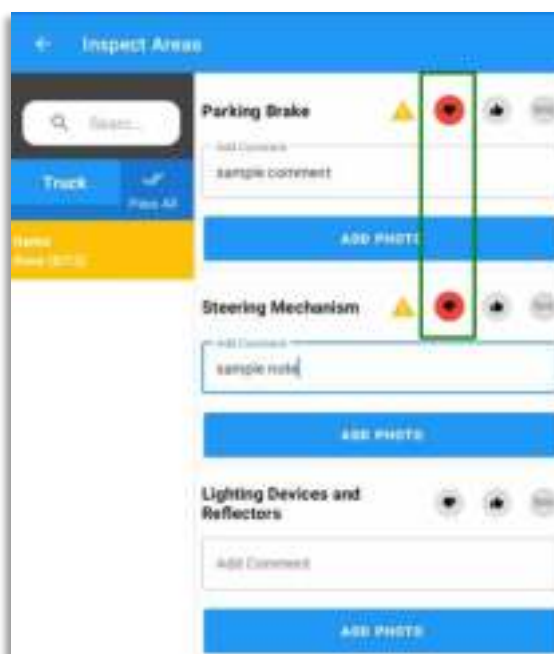 Inspect Areas
Parking Brake
Add Comment
sample comment
Truck
Pass All
ADD PHOTO
Items
Steering Mechanism
Add Comment
sample note
ADD PHOTO
Lighting Devices and
Reflectors
Add Comment
ADD PHOTO